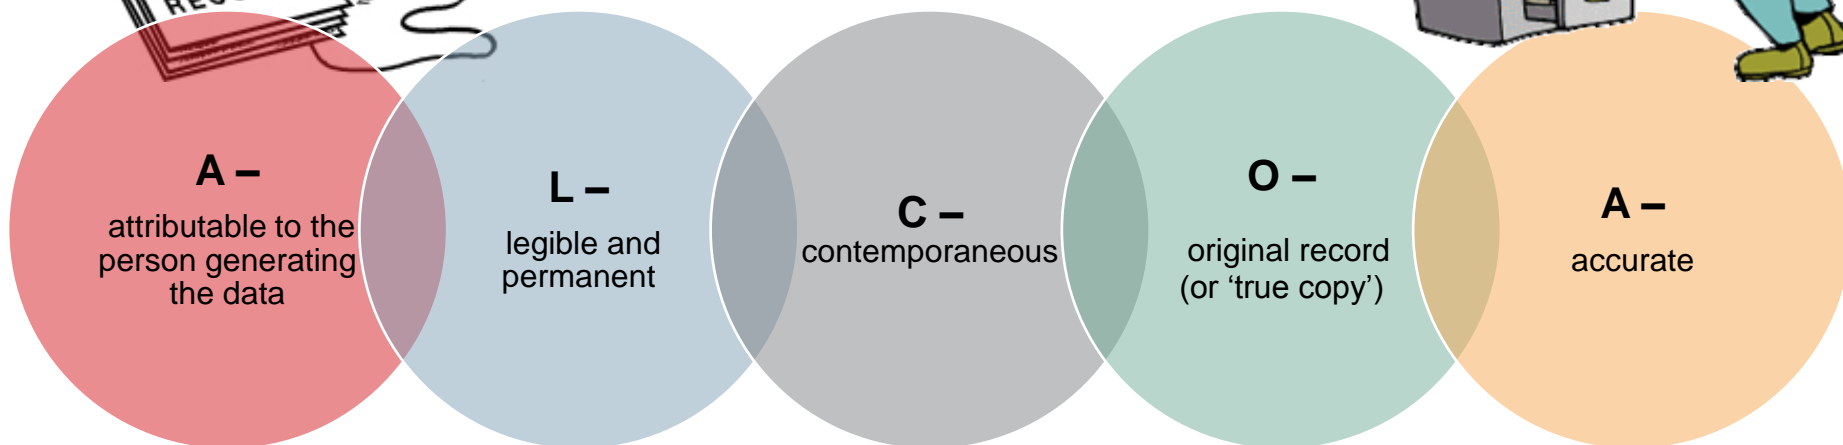 A –
attributable to the
person generating
the data
L –
legible and
permanent
C –
contemporaneous
O –
original record
(or ‘true copy’)
A –
accurate